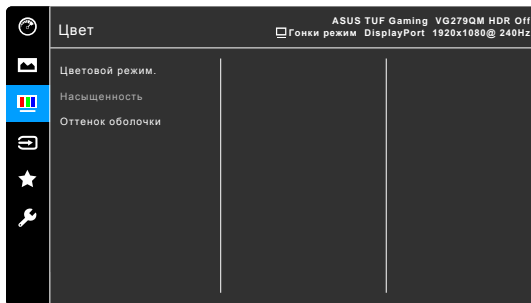 Цвет
ASUS TUF Gaming VG279QM HDR Off
Гонки режим DisplayPort 1920x1080@ 240Hz
Цветовой режим.
Насыщенность
Оттенок оболочки